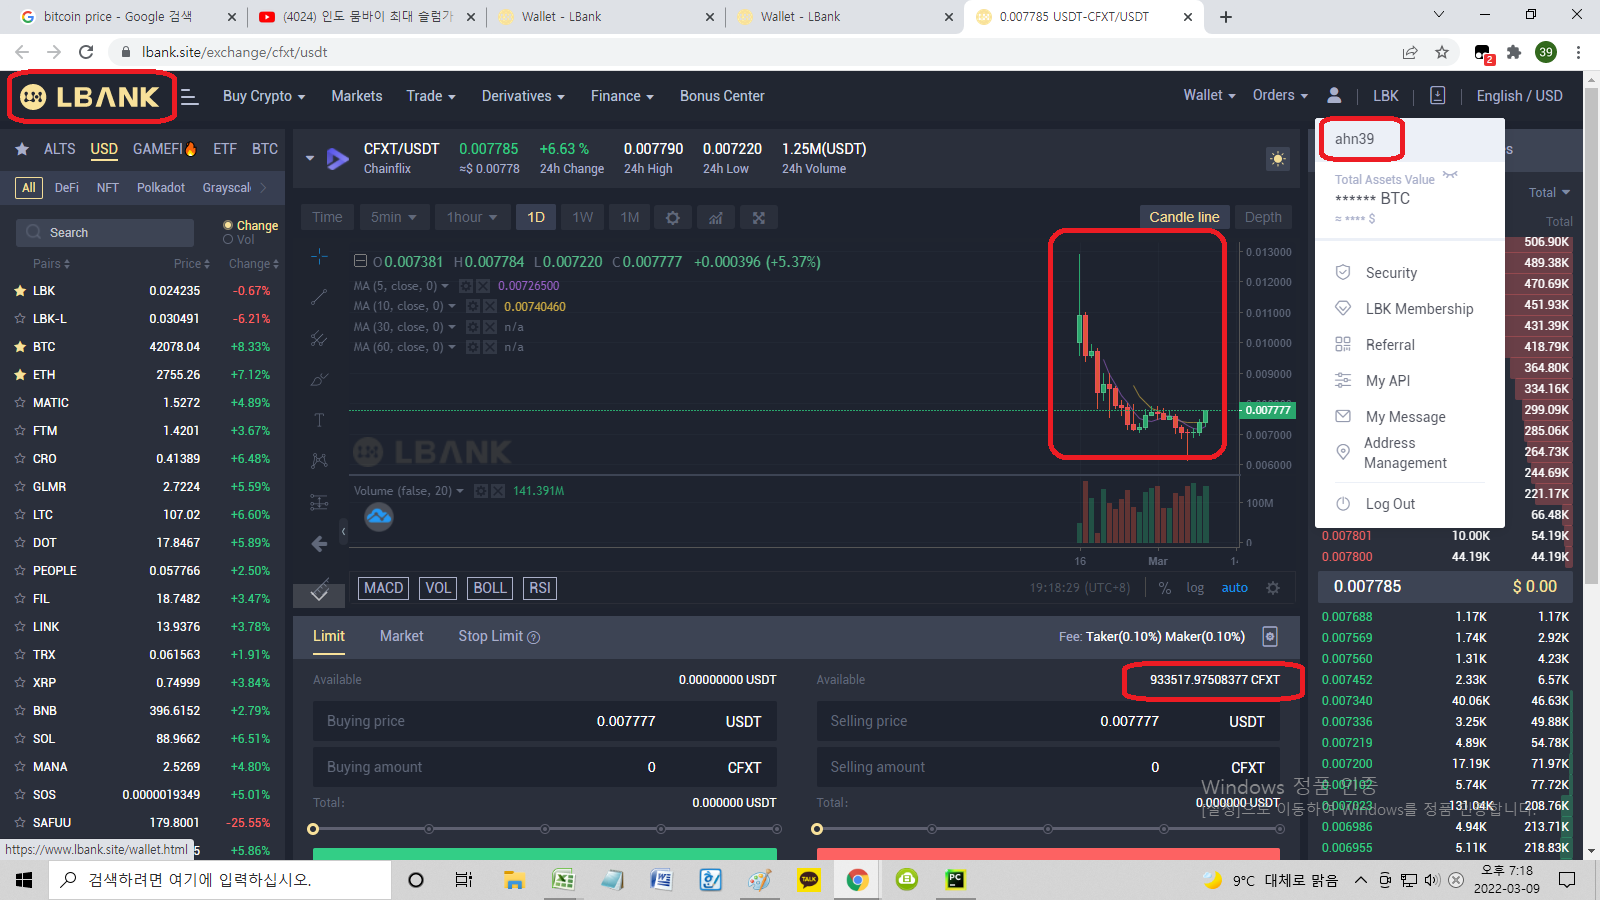 bitcoin price - Google 검색
(4024) 인도 뭄바이 최대 슬럼가
Wallet - LBank
Wallet - LBank
0.007785 USDT-CFXT/USDT
lbank.site/exchange/cfxt/usdt
2
39
LBANK
Buy Crypto
Markets
Trade
Derivatives
Finance
Bonus Center
Wallet
Orders
LBK
English / USD
ALTS
USD
GAMEFI
ETF
BTC
All
DeFi
NFT
Polkadot
Grayscal
Search
Change
Vol
Pairs Price Change
LBK 0.024235 -0.67%
LBK-L 0.030491 -6.21%
BTC 42078.04 +8.33%
ETH 2755.26 +7.12%
MATIC 1.5272 +4.89%
FTM 1.4201 +3.67%
CRO 0.41389 +6.48%
GLMR 2.7224 +5.59%
LTC 107.02 +6.60%
DOT 17.8467 +5.89%
PEOPLE 0.057766 +2.50%
FIL 18.7482 +3.47%
LINK 13.9376 +3.78%
TRX 0.061563 +1.91%
XRP 0.74999 +3.84%
BNB 396.6152 +2.79%
SOL 88.9662 +6.51%
MANA 2.5269 +4.80%
SOS 0.0000019349 +5.01%
SAFUU 179.8001 -25.55%
5 +5.86%
https://www.lbank.site/wallet.html
CFXT/USDT 0.007785 +6.63 % 0.007790 0.007220 1.25M(USDT)
Chainflix ≈$ 0.00778 24h Change 24h High 24h Low 24h Volume
Time 5min 1hour 1D 1W 1M
Candle line Depth
O 0.007381 H 0.007784 L 0.007220 C 0.007777 +0.000396 (+5.37%)
MA (5, close, 0) 0.00726500
MA (10, close, 0) 0.00740460
MA (30, close, 0) n/a
MA (60, close, 0) n/a
LBANK
Volume (false, 20) 141.391M
0.013000
0.012000
0.011000
0.010000
0.009000
0.007777
0.007000
0.006000
100M
0
16 Mar 14
MACD VOL BOLL RSI
19:18:29 (UTC+8) % log auto
Limit Market Stop Limit
Fee: Taker(0.10%) Maker(0.10%)
Available 0.00000000 USDT
Buying price 0.007777 USDT
Buying amount 0 CFXT
Total: 0.000000 USDT
Available 933517.97508377 CFXT
Selling price 0.007777 USDT
Selling amount 0 CFXT
Total: 0.000000 USDT
ahn39
Total Assets Value
****** BTC
≈ **** $
Security
LBK Membership
Referral
My API
My Message
Address
Management
Log Out
s
Total
Total
506.90K
489.38K
470.69K
451.93K
431.39K
418.79K
364.80K
334.16K
299.09K
285.06K
264.73K
244.69K
221.17K
66.48K
0.007801 10.00K 54.19K
0.007800 44.19K 44.19K
0.007785 $ 0.00
0.007688 1.17K 1.17K
0.007569 1.74K 2.92K
0.007560 1.31K 4.23K
0.007452 2.33K 6.57K
0.007340 40.06K 46.63K
0.007336 3.25K 49.88K
0.007219 4.89K 54.78K
0.007200 17.19K 71.97K
0.007102 5.74K 77.72K
0.007023 131.04K 208.76K
0.006986 4.94K 213.71K
0.006955 5.11K 218.83K
Windows 정품 인증
[설정]으로 이동하여 Windows를 정품 인증합니다.
검색하려면 여기에 입력하십시오.
TALK
PC
9°C 대체로 맑음
오후 7:18
2022-03-09